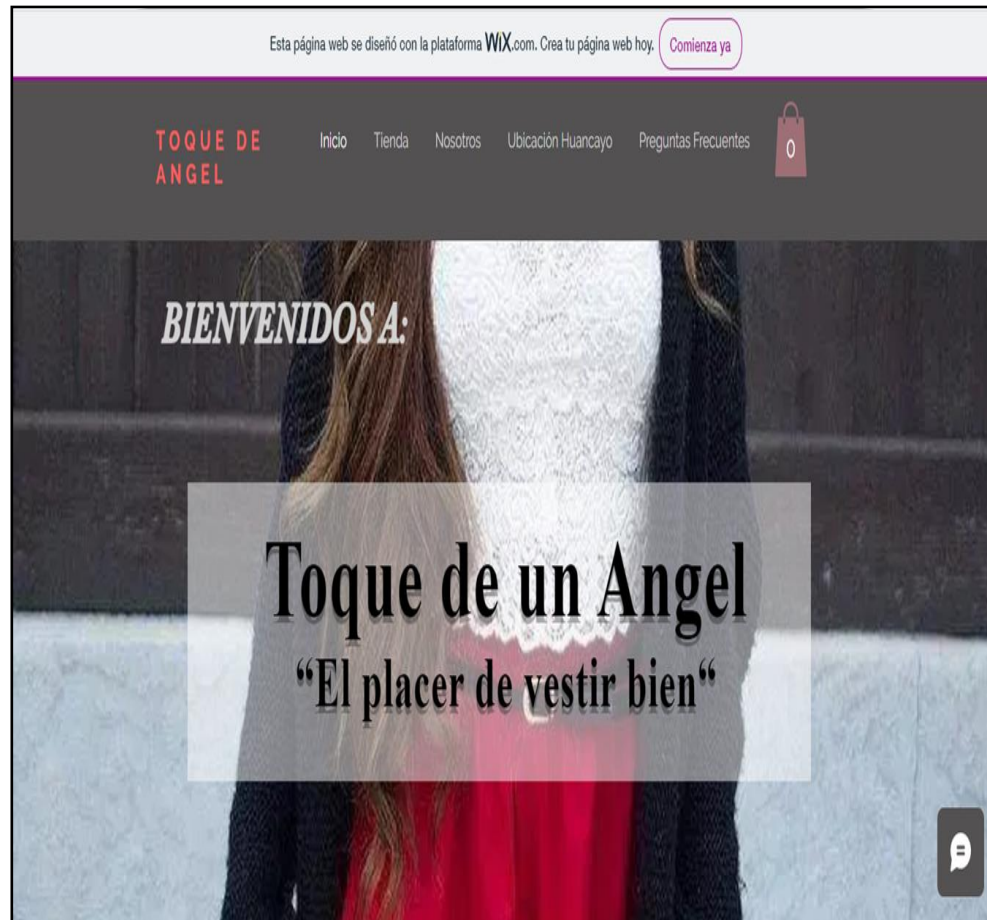 Esta página web se diseñó con la plataforma WiX.com. Crea tu página web hoy. Comienza ya
TOQUE DE
ANGEL
Inicio Tienda Nosotros Ubicación Huancayo Preguntas Frecuentes
0
BIENVENIDOS A:
Toque de un Angel
“El placer de vestir bien“